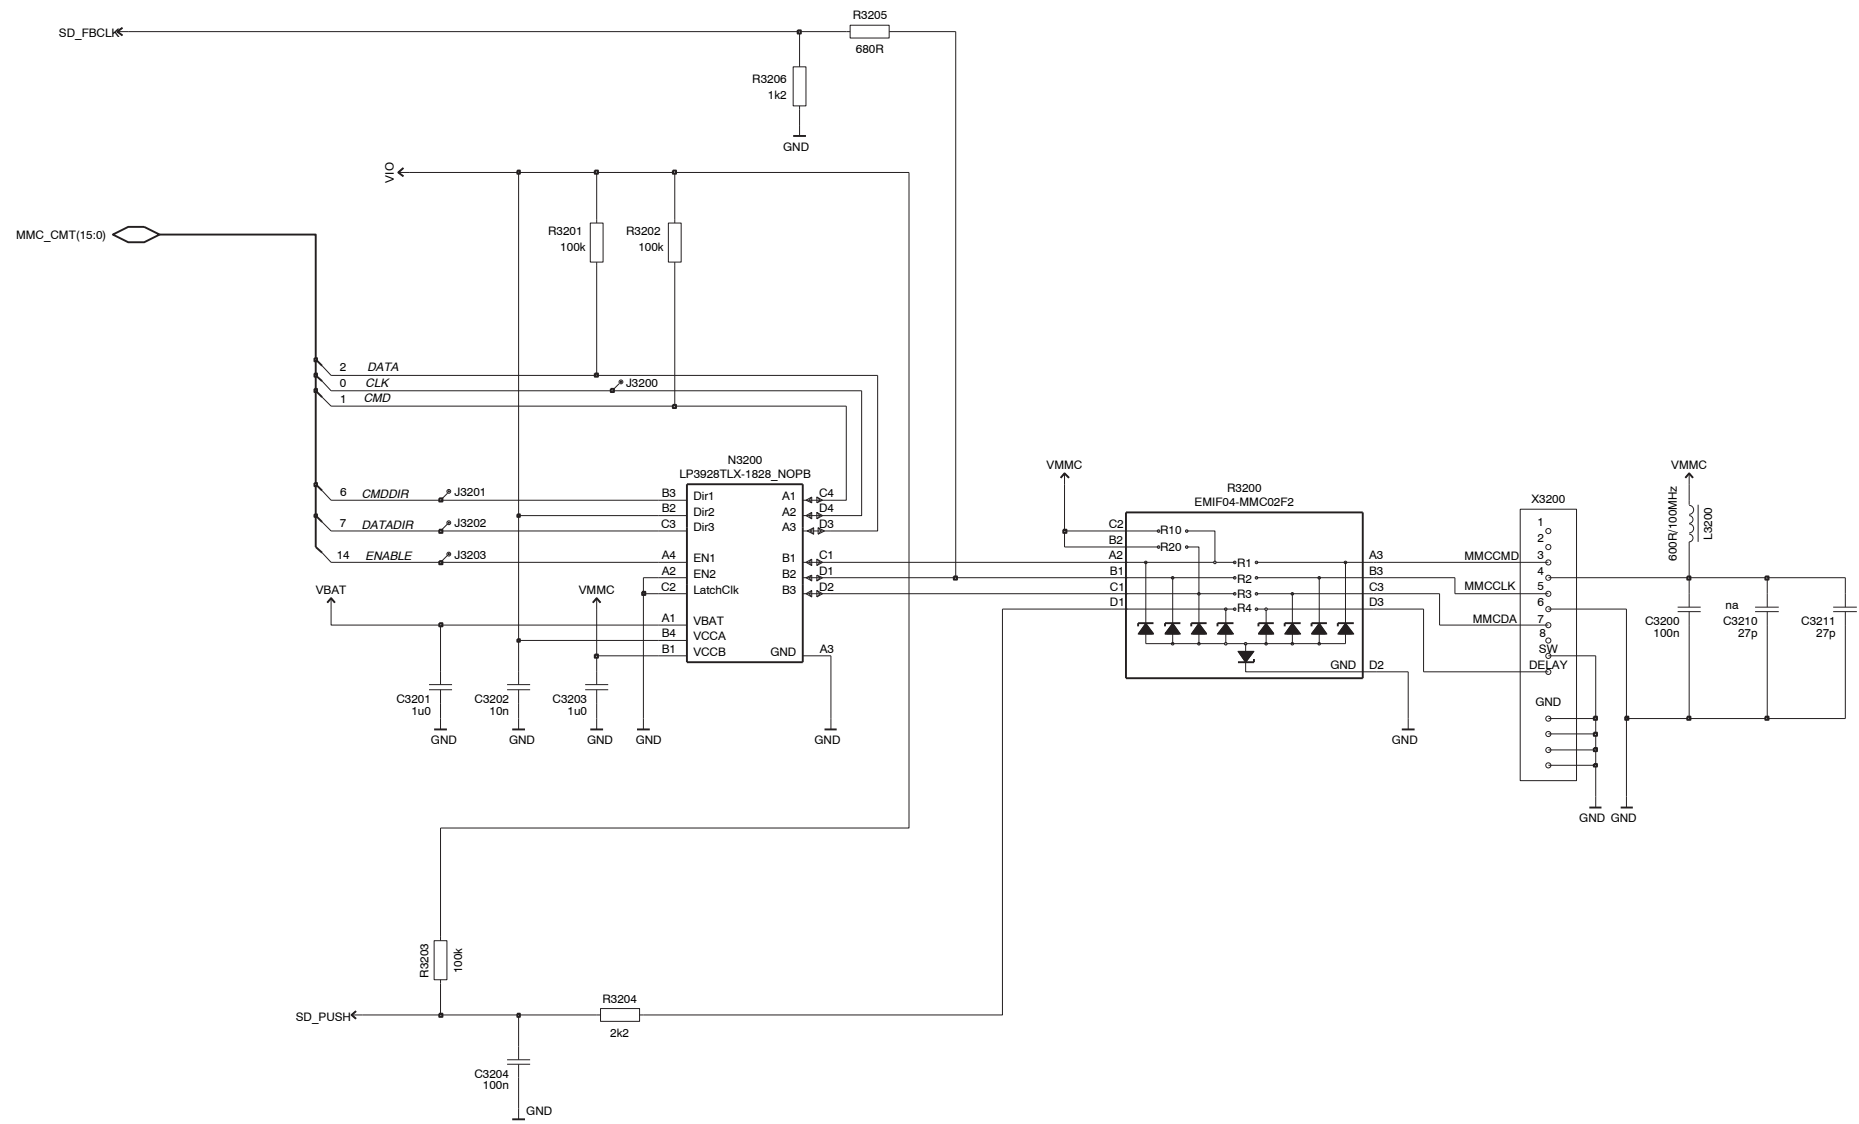 R3205
SD_FBCLK
680R
R3206
1k2
GND
VIO
MMC_CMT(15:0)
R3201
100k
R3202
100k
2 DATA
0 CLK
J3200
1 CMD
N3200
LP3928TLX-1828_NOPB
6 CMDDIR
J3201
B3 Dir1
A1 C4
B2 Dir2
A2 D4
7 DATADIR
J3202
C3 Dir3
A3 D3
14 ENABLE
J3203
A4 EN1
B1 C1
A2 EN2
B2 D1
C2 LatchClk
B3 D2
VBAT
VMMC
A1 VBAT
B4 VCCA
B1 VCCB
GND A3
C3201
1u0
C3202
10n
C3203
1u0
GND
GND
GND
GND
GND
VMMC
R3200
EMIF04-MMC02F2
C2 R10
B2 R20
A2 R1 A3
B1 R2 B3
C1 R3 C3
D1 R4 D3
GND D2
GND
MMCCMD
MMCCLK
MMCDA
X3200
1
2
3
4
5
6
7
8
SW
DELAY
GND
VMMC
600R/100MHz
L3200
C3200
100n
na
C3210
27p
C3211
27p
GND
GND
R3203
100k
SD_PUSH
R3204
2k2
C3204
100n
GND